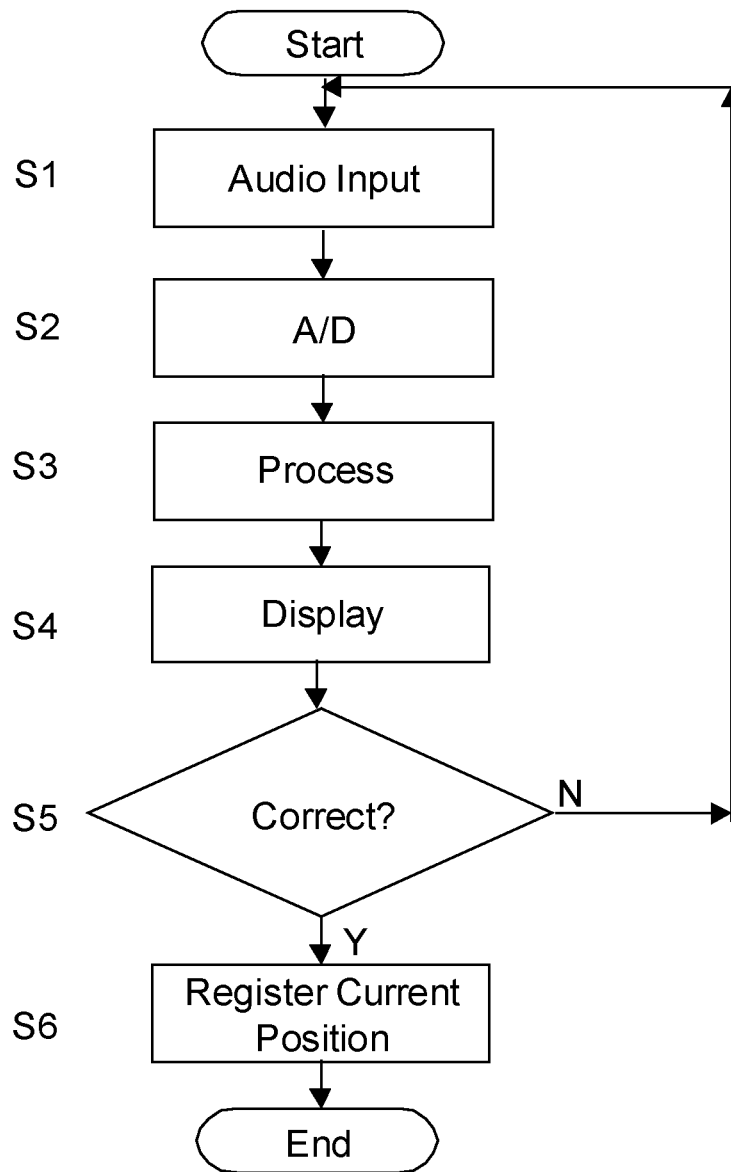 Start
S1
Audio Input
S2
A/D
S3
Process
S4
Display
S5
Correct?
N
Y
S6
Register Current
Position
End